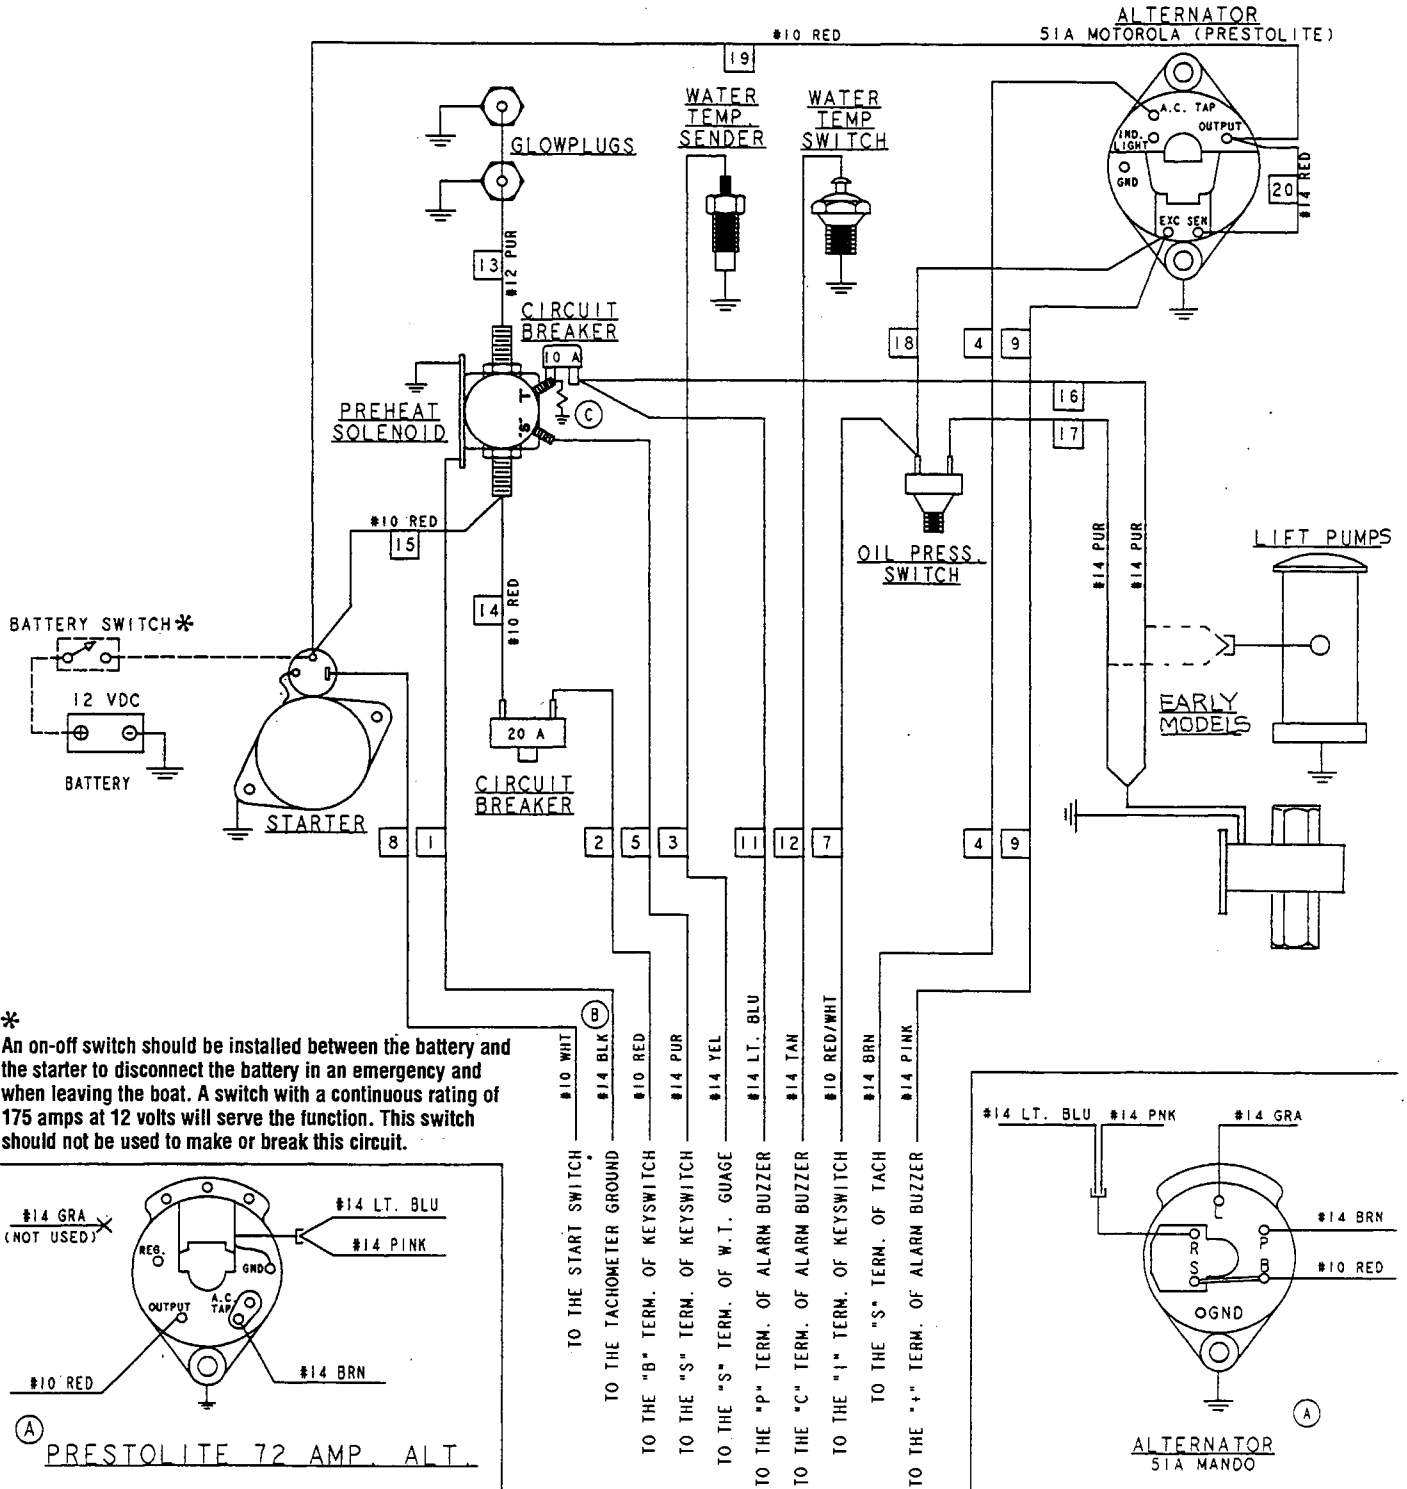 ALTERNATOR
51A MOTOROLA (PRESTOLITE)
#10 RED
19
WATER
TEMP.
SENDER
WATER
TEMP
SWITCH
A.C. TAP
OUTPUT
IND.
LIGHT
GND
EXC SEN
20
#14 RED
GLOWPLUGS
13
#12 PUR
CIRCUIT
BREAKER
10 A
T
"S"
C
PREHEAT
SOLENOID
18
4
9
16
17
#10 RED
15
14
#10 RED
OIL PRESS.
SWITCH
#14 PUR
#14 PUR
LIFT PUMPS
BATTERY SWITCH*
12 VDC
BATTERY
STARTER
20 A
CIRCUIT
BREAKER
EARLY
MODELS
8
1
2
5
3
11
12
7
4
9
*
An on-off switch should be installed between the battery and
the starter to disconnect the battery in an emergency and
when leaving the boat. A switch with a continuous rating of
175 amps at 12 volts will serve the function. This switch
should not be used to make or break this circuit.
B
#10 WHT
#14 BLK
#10 RED
#14 PUR
#14 YEL
#14 LT. BLU
#14 TAN
#10 RED/WHT
#14 BRN
#14 PINK
TO THE START SWITCH
TO THE TACHOMETER GROUND
TO THE "B" TERM. OF KEYSWITCH
TO THE "S" TERM. OF KEYSWITCH
TO THE "S" TERM. OF W.T. GUAGE
TO THE "P" TERM. OF ALARM BUZZER
TO THE "C" TERM. OF ALARM BUZZER
TO THE "I" TERM. OF KEYSWITCH
TO THE "S" TERM. OF TACH
TO THE "+" TERM. OF ALARM BUZZER
#14 GRA
(NOT USED)
#14 LT. BLU
#14 PINK
REG.
GND
OUTPUT
A.C.
TAP
#10 RED
#14 BRN
A
PRESTOLITE 72 AMP. ALT.
#14 LT. BLU
#14 PNK
#14 GRA
L
R
P
S
B
GND
#14 BRN
#10 RED
A
ALTERNATOR
51A MANDO